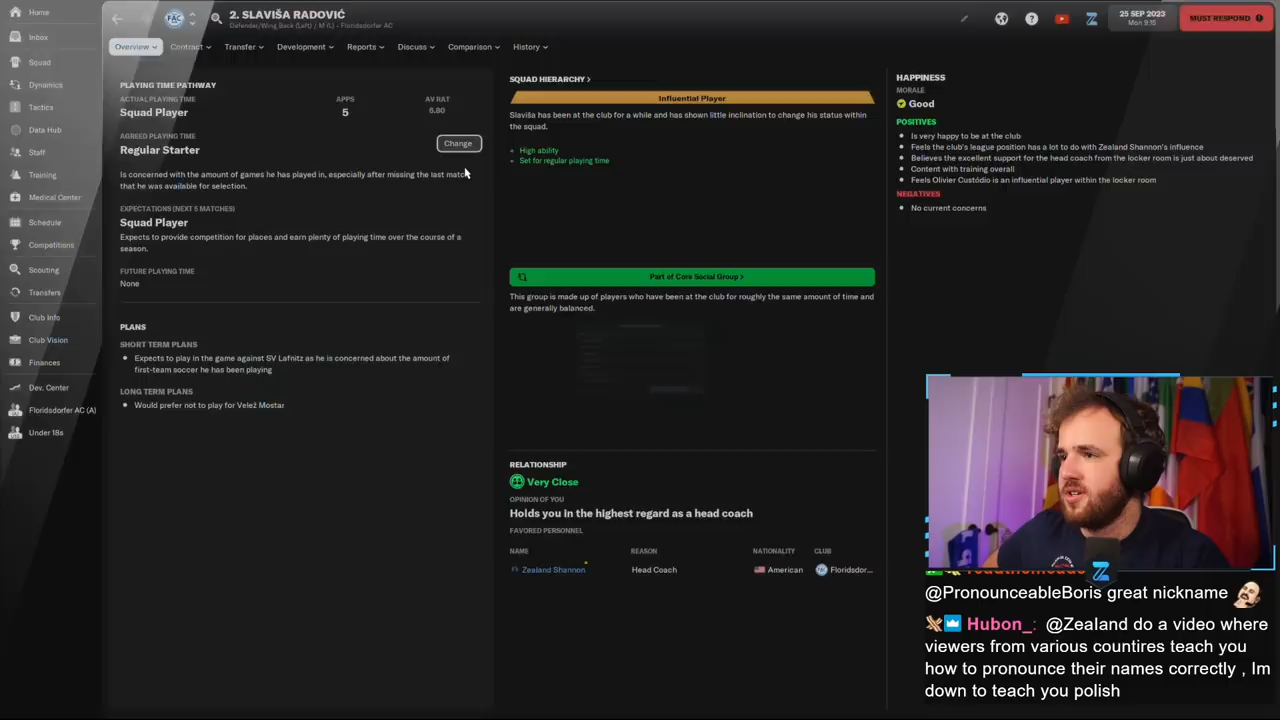 Home
Inbox
Squad
Dynamics
Tactics
Data Hub
Staff
Training
Medical Center
Schedule
Competitions
Scouting
Transfers
Club Info
Club Vision
Finances
Dev. Center
Floridsdorfer AC (A)
Under 18s
FAC
2. SLAVIŠA RADOVIĆ
Defender/Wing Back (Left) / M (L) - Floridsdorfer AC
25 SEP 2023
Mon 9:15
MUST RESPOND
Overview
Contract
Transfer
Development
Reports
Discuss
Comparison
History
PLAYING TIME PATHWAY
ACTUAL PLAYING TIME
APPS
AV RAT
Squad Player
5
6.80
AGREED PLAYING TIME
Regular Starter
Change
Is concerned with the amount of games he has played in, especially after missing the last match
that he was available for selection.
EXPECTATIONS (NEXT 5 MATCHES)
Squad Player
Expects to provide competition for places and earn plenty of playing time over the course of a
season.
FUTURE PLAYING TIME
None
PLANS
SHORT TERM PLANS
Expects to play in the game against SV Lafnitz as he is concerned about the amount of
first-team soccer he has been playing
LONG TERM PLANS
Would prefer not to play for Velež Mostar
SQUAD HIERARCHY >
Influential Player
Slaviša has been at the club for a while and has shown little inclination to change his status within
the squad.
+ High ability
+ Set for regular playing time
Part of Core Social Group >
This group is made up of players who have been at the club for roughly the same amount of time and
are generally balanced.
RELATIONSHIP
Very Close
OPINION OF YOU
Holds you in the highest regard as a head coach
FAVORED PERSONNEL
NAME
REASON
NATIONALITY
CLUB
Zealand Shannon
Head Coach
American
Floridsdor...
HAPPINESS
MORALE
Good
POSITIVES
Is very happy to be at the club
Feels the club's league position has a lot to do with Zealand Shannon's influence
Believes the excellent support for the head coach from the locker room is just about deserved
Content with training overall
Feels Olivier Custódio is an influential player within the locker room
NEGATIVES
No current concerns
@PronounceableBoris great nickname
Hubon_: @Zealand do a video where
viewers from various countires teach you
how to pronounce their names correctly , Im
down to teach you polish